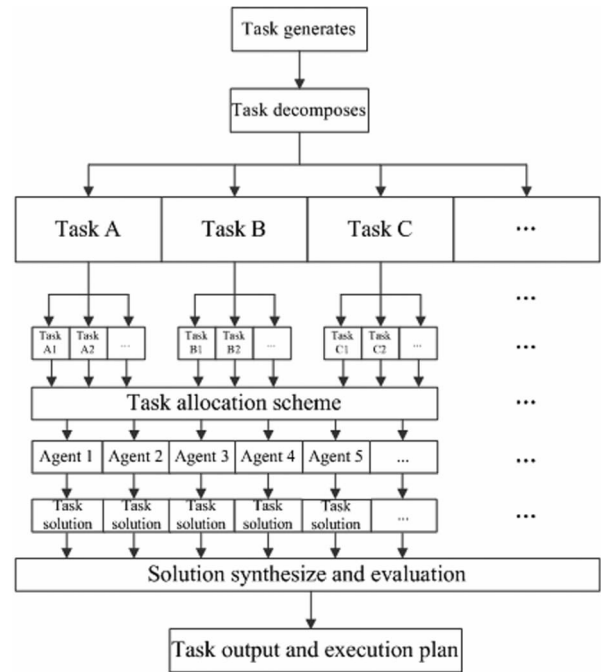 Task generates
Task decomposes
Task A Task B Task C ...
...
Task Task ... Task Task ... Task Task ... ...
A1 A2 B1 B2 C1 C2
Task allocation scheme ...
Agent 1 Agent 2 Agent 3 Agent 4 Agent 5 ... ...
Task Task Task Task Task ... ...
solution solution solution solution solution
Solution synthesize and evaluation
Task output and execution plan